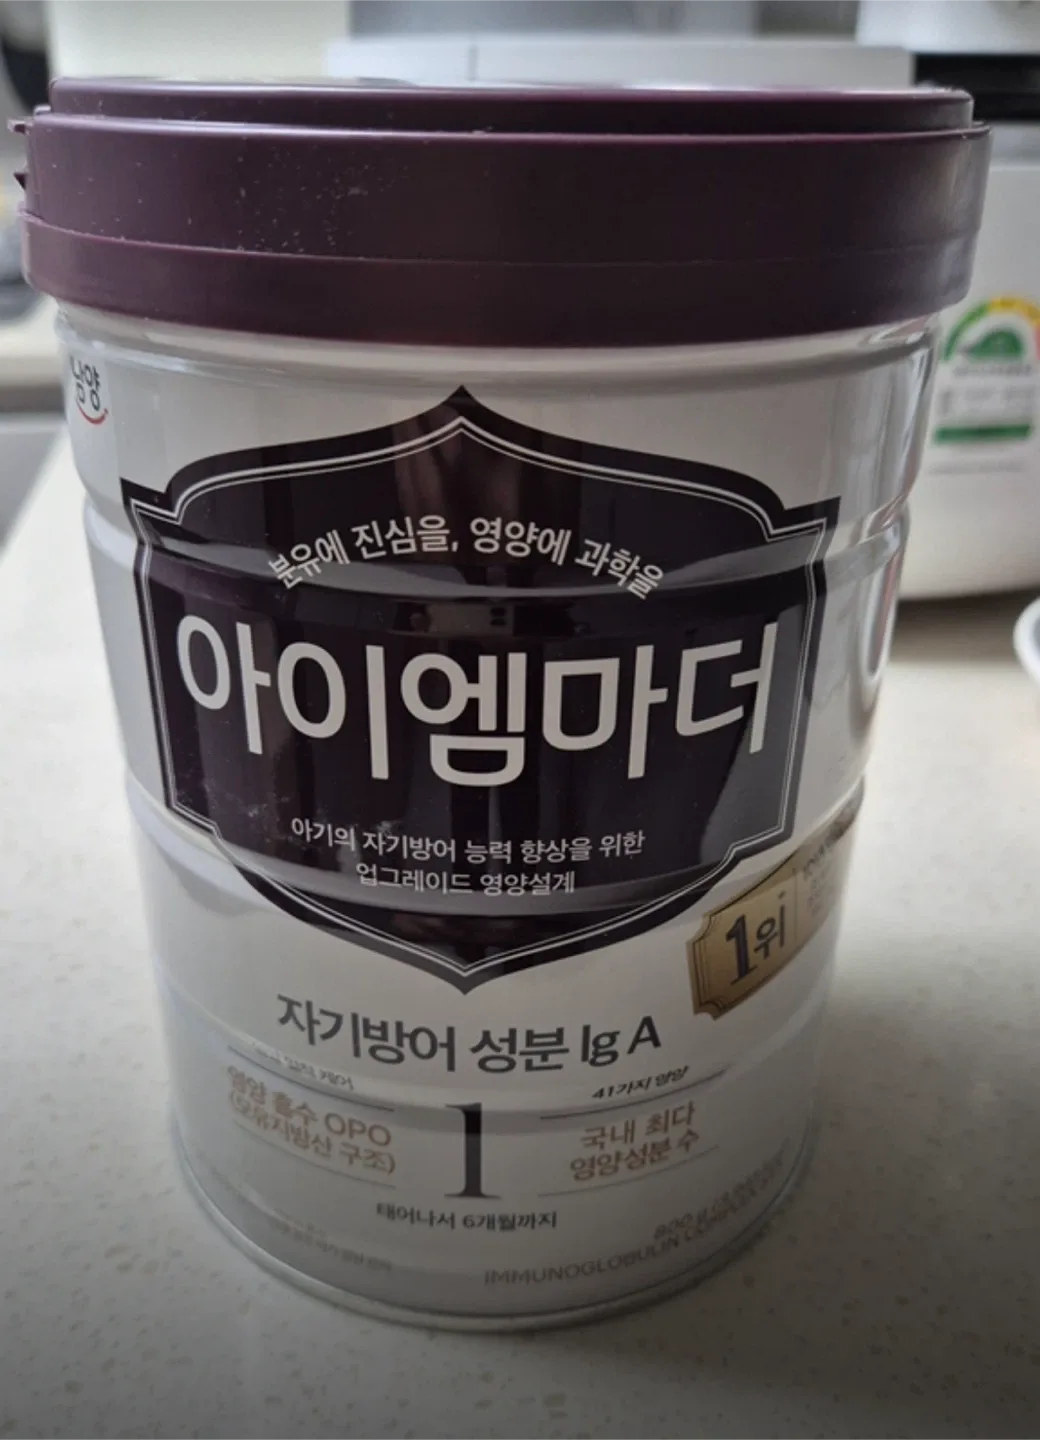 남양
분유에 진심을, 영양에 과학을
아이엠마더
아기의 자기방어 능력 향상을 위한
업그레이드 영양설계
1위
자기방어 성분 Ig A
영양 흡수 OPO
(모유지방산 구조)
1
태어나서 6개월까지
41가지 영양
국내 최다
영양성분 수
800 g
IMMUNOGLOBULIN